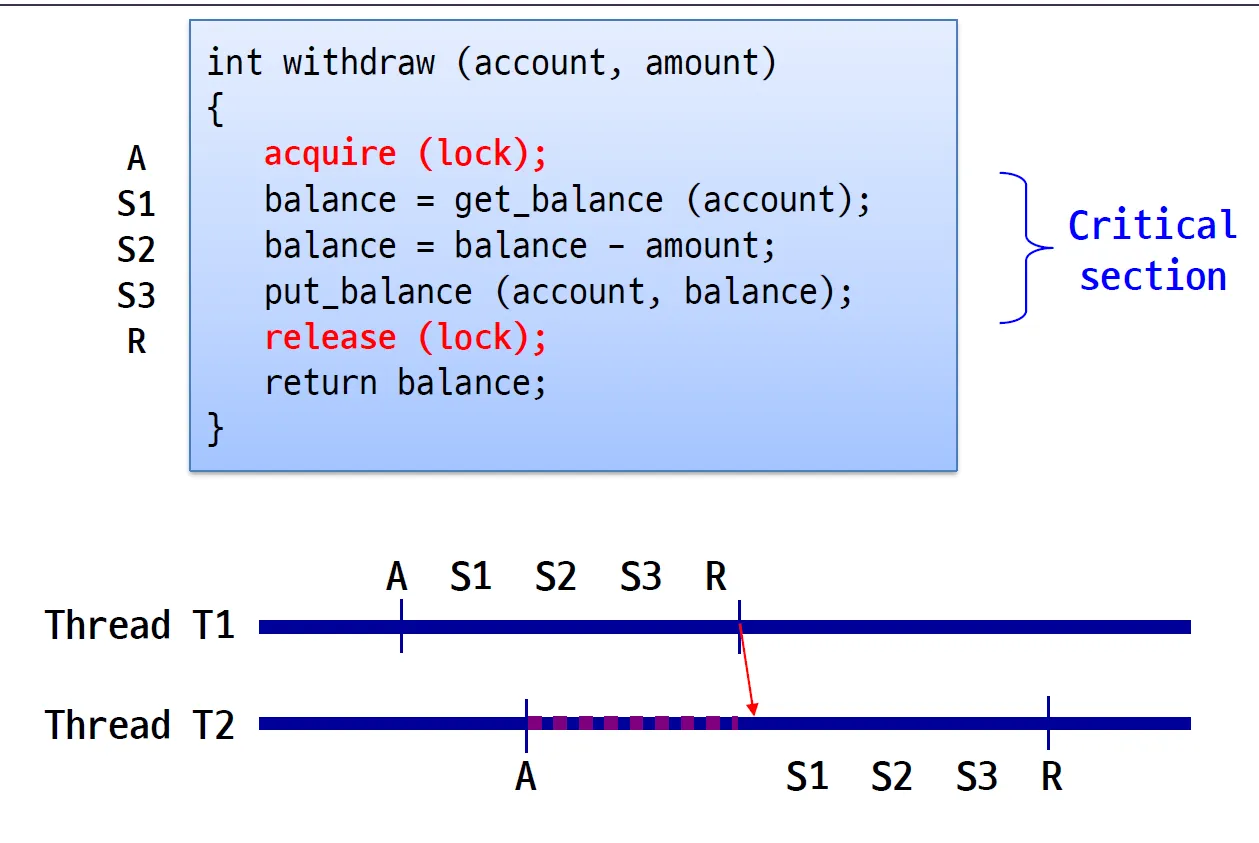 int withdraw (account, amount)
{
A acquire (lock);
S1 balance = get_balance (account);
S2 balance = balance - amount;
S3 put_balance (account, balance);
R release (lock);
return balance;
}
Critical
section
A S1 S2 S3 R
Thread T1
Thread T2
A S1 S2 S3 R